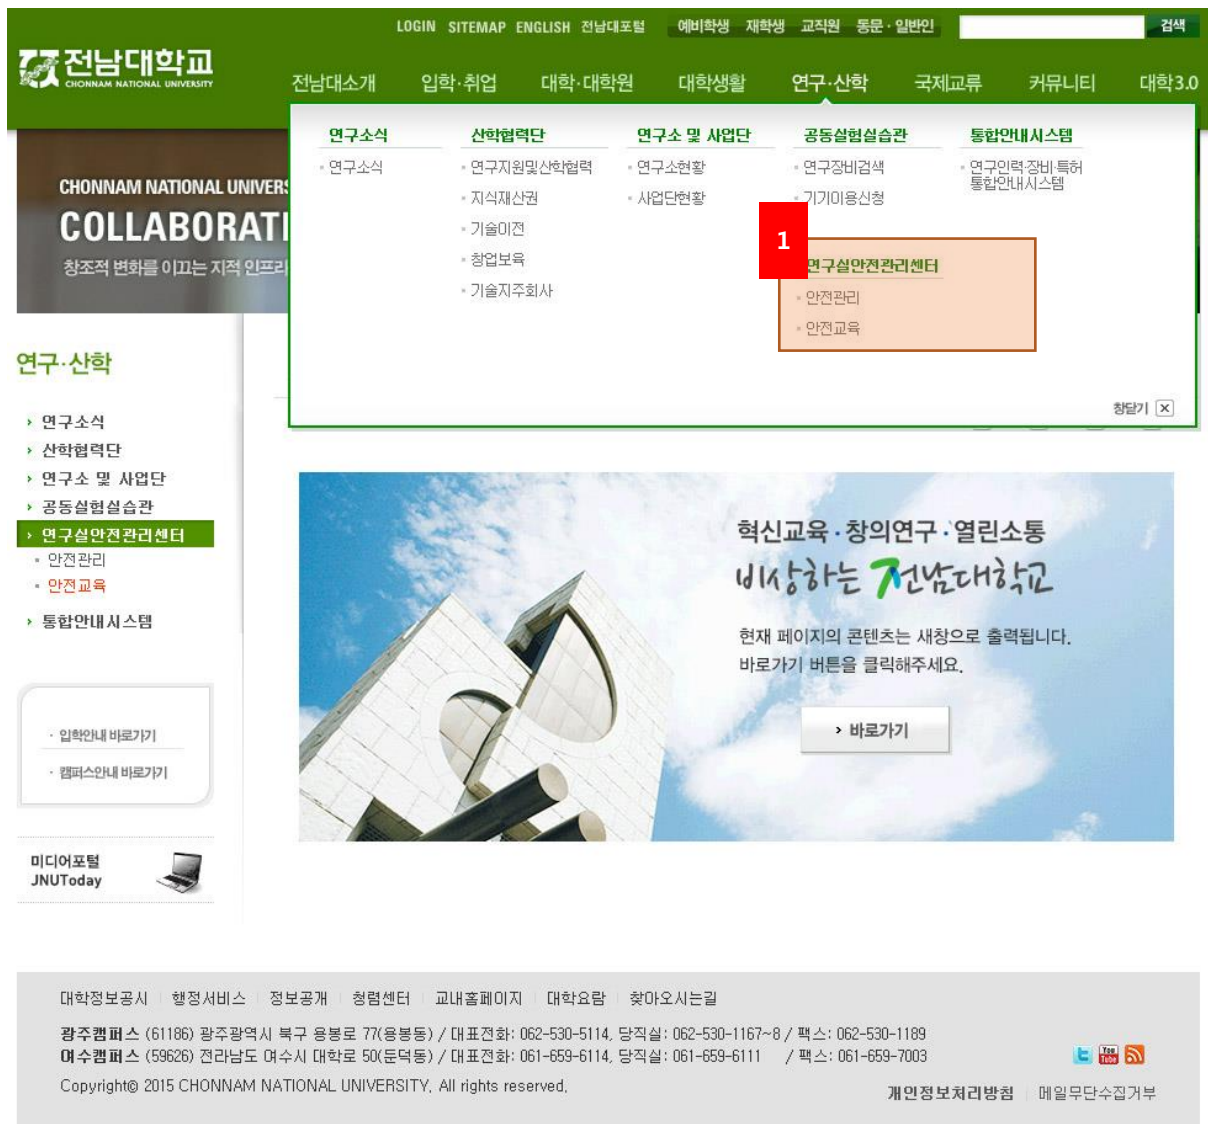 LOGIN SITEMAP ENGLISH 전남대포털 예비학생 재학생 교직원 동문·일반인 검색
전남대학교
CHONNAM NATIONAL UNIVERSITY
전남대소개 입학·취업 대학·대학원 대학생활 연구·산학 국제교류 커뮤니티 대학3.0
연구소식 산학협력단 연구소 및 사업단 공동실험실습관 통합안내시스템
연구소식 연구지원및산학협력 연구소현황 연구장비검색 연구인력·장비·특허
통합안내시스템
지식재산권 사업단현황 기기이용신청
기술이전
창업보육
기술지주회사
1
연구실안전관리센터
안전관리
안전교육
창닫기
CHONNAM NATIONAL UNIVERS
COLLABORATI
창조적 변화를 이끄는 지적 인프라
연구·산학
연구소식
산학협력단
연구소 및 사업단
공동실험실습관
연구실안전관리센터
안전관리
안전교육
통합안내시스템
· 입학안내 바로가기
· 캠퍼스안내 바로가기
미디어포털
JNUToday
혁신교육·창의연구·열린소통
비상하는 전남대학교
현재 페이지의 콘텐츠는 새창으로 출력됩니다.
바로가기 버튼을 클릭해주세요.
› 바로가기
대학정보공시 행정서비스 정보공개 청렴센터 교내홈페이지 대학요람 찾아오시는길
광주캠퍼스 (61186) 광주광역시 북구 용봉로 77(용봉동) / 대표전화: 062-530-5114, 당직실: 062-530-1167~8 / 팩스: 062-530-1189
여수캠퍼스 (59626) 전라남도 여수시 대학로 50(둔덕동) / 대표전화: 061-659-6114, 당직실: 061-659-6111 / 팩스: 061-659-7003
Copyright© 2015 CHONNAM NATIONAL UNIVERSITY. All rights reserved.
You Tube
개인정보처리방침 메일무단수집거부